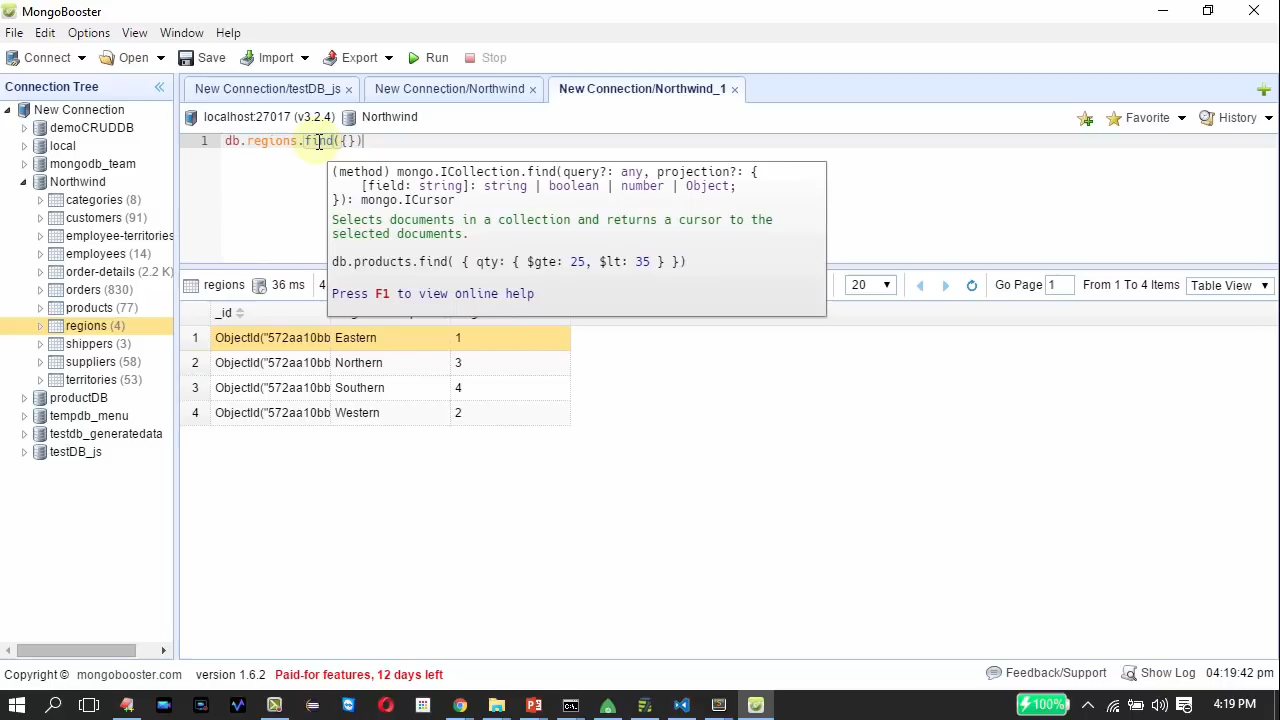 MongoBooster
File Edit Options View Window Help
Connect Open Save Import Export Run Stop
Connection Tree
New Connection
demoCRUDDB
local
mongodb_team
Northwind
categories (8)
customers (91)
employee-territories
employees (14)
order-details (2.2 K)
orders (830)
products (77)
regions (4)
shippers (3)
suppliers (58)
territories (53)
productDB
tempdb_menu
testdb_generatedata
testDB_js
New Connection/testDB_js × New Connection/Northwind × New Connection/Northwind_1 ×
localhost:27017 (v3.2.4) Northwind Favorite History
1 db.regions.find({})
(method) mongo.ICollection.find(query?: any, projection?: {
[field: string]: string | boolean | number | Object;
}): mongo.ICursor
Selects documents in a collection and returns a cursor to the
selected documents.
db.products.find( { qty: { $gte: 25, $lt: 35 } })
Press F1 to view online help
regions 36 ms 4 20 Go Page 1 From 1 To 4 Items Table View
_id
1 ObjectId("572aa10bb Eastern 1
2 ObjectId("572aa10bb Northern 3
3 ObjectId("572aa10bb Southern 4
4 ObjectId("572aa10bb Western 2
Copyright © mongobooster.com version 1.6.2 Paid-for features, 12 days left Feedback/Support Show Log 04:19:42 pm
100% 4:19 PM